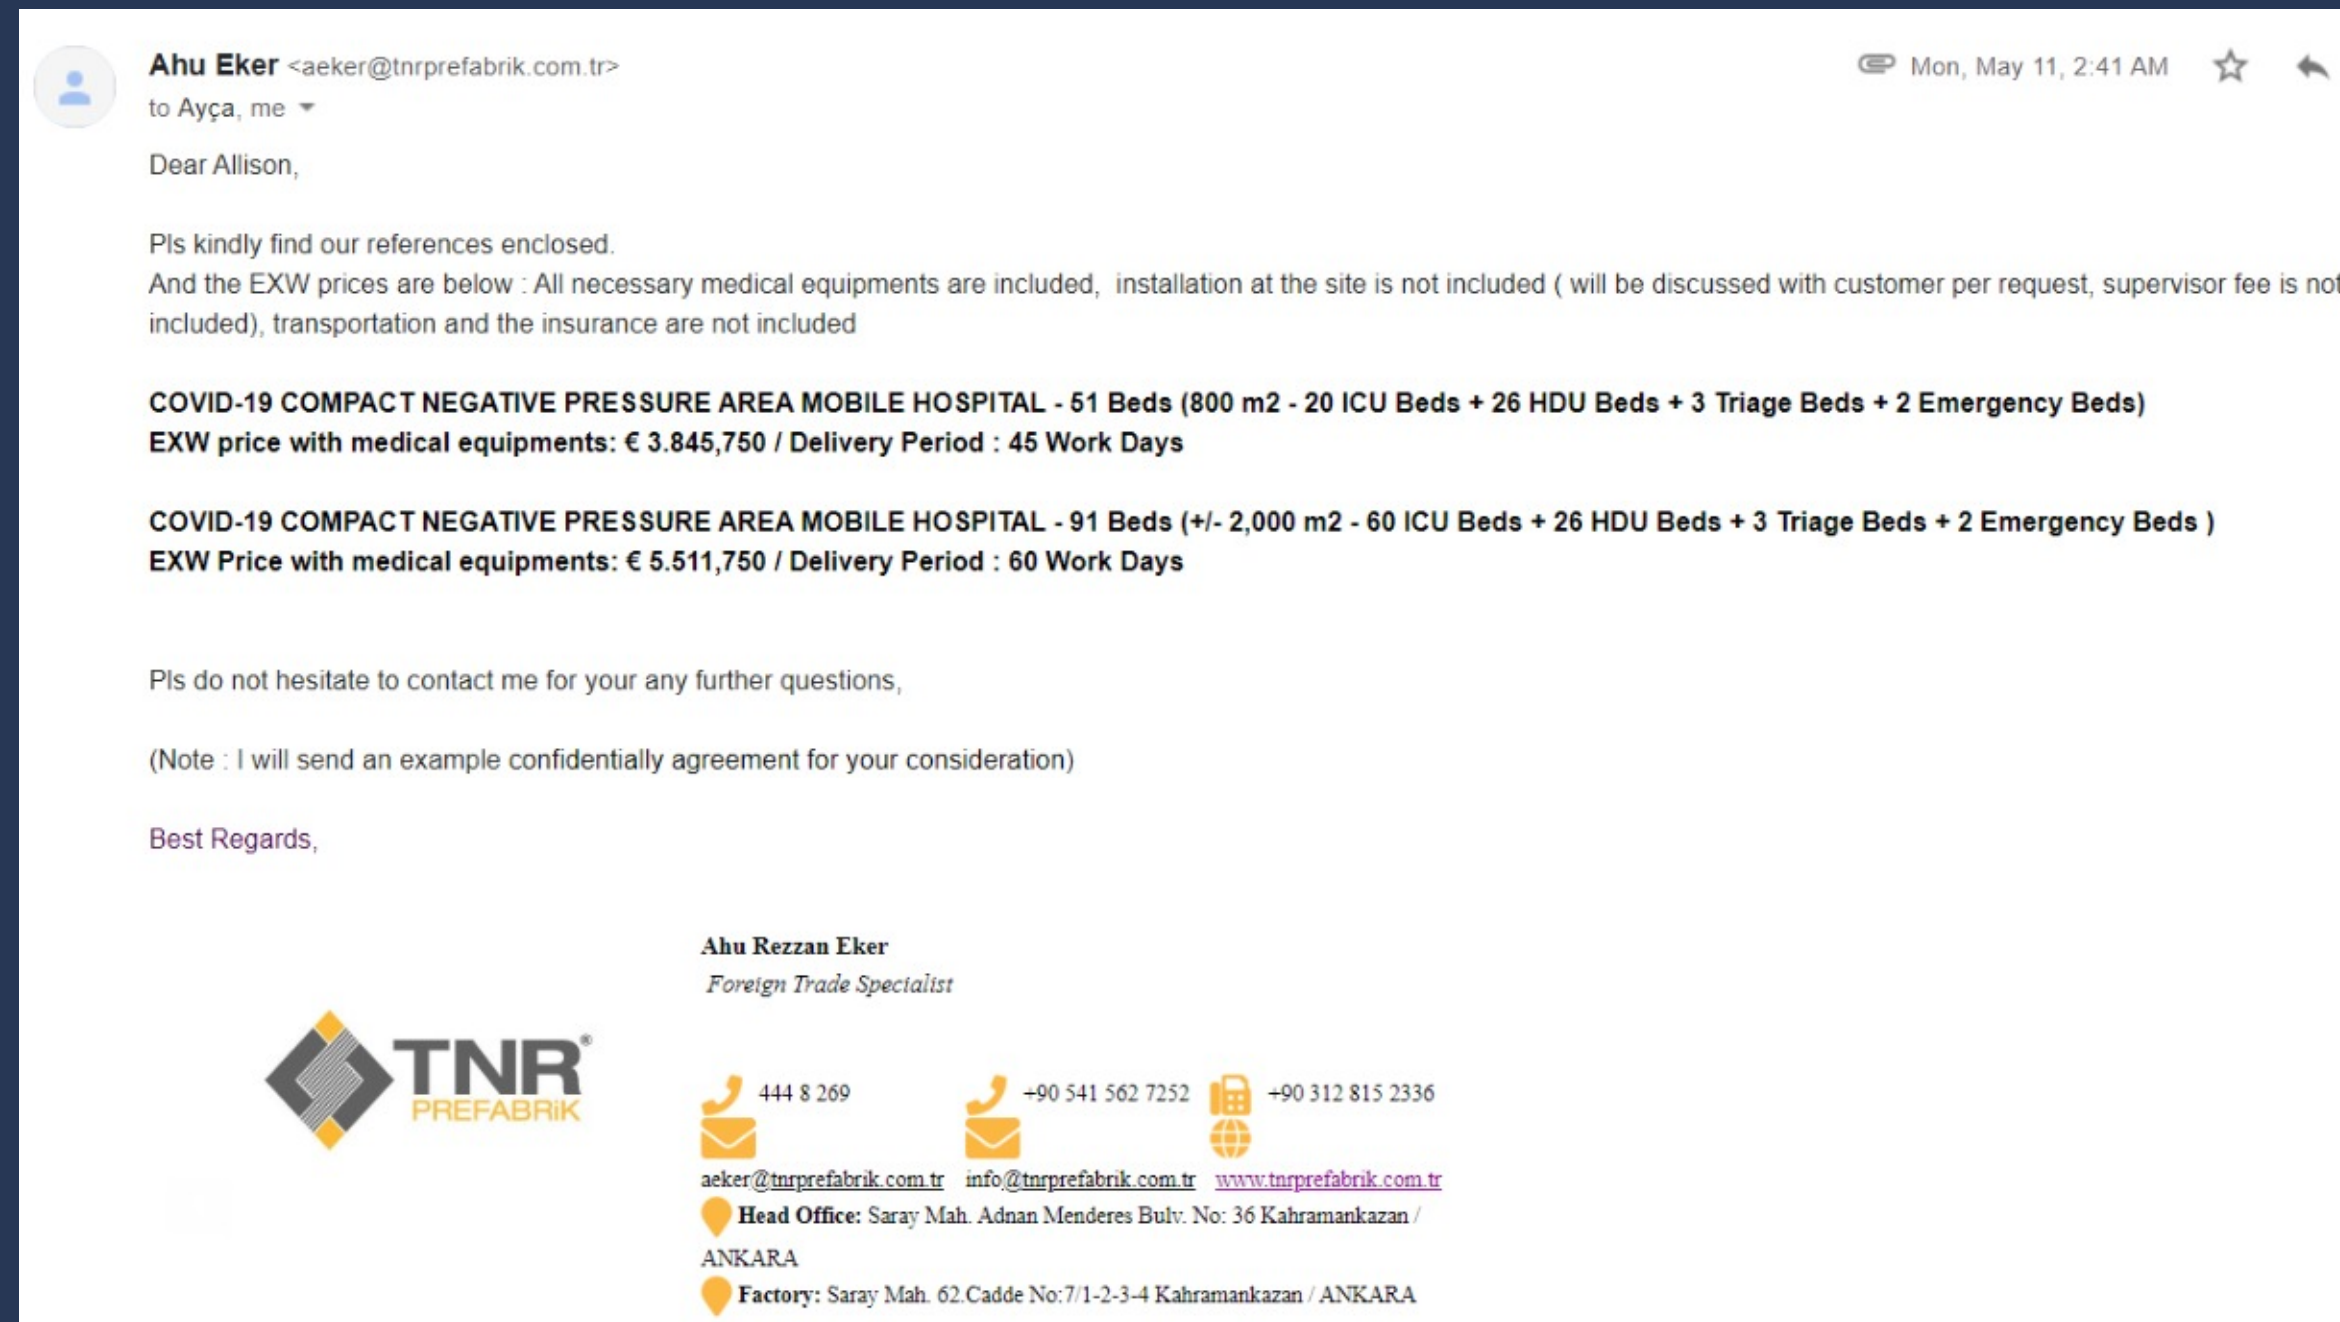 Ahu Eker <aeker@tnrprefabrik.com.tr>
Mon, May 11, 2:41 AM
to Ayça, me
Dear Allison,
Pls kindly find our references enclosed.
And the EXW prices are below : All necessary medical equipments are included, installation at the site is not included ( will be discussed with customer per request, supervisor fee is not
included), transportation and the insurance are not included
COVID-19 COMPACT NEGATIVE PRESSURE AREA MOBILE HOSPITAL - 51 Beds (800 m2 - 20 ICU Beds + 26 HDU Beds + 3 Triage Beds + 2 Emergency Beds)
EXW price with medical equipments: € 3.845,750 / Delivery Period : 45 Work Days
COVID-19 COMPACT NEGATIVE PRESSURE AREA MOBILE HOSPITAL - 91 Beds (+/- 2,000 m2 - 60 ICU Beds + 26 HDU Beds + 3 Triage Beds + 2 Emergency Beds )
EXW Price with medical equipments: € 5.511,750 / Delivery Period : 60 Work Days
Pls do not hesitate to contact me for your any further questions,
(Note : I will send an example confidentially agreement for your consideration)
Best Regards,
Ahu Rezzan Eker
Foreign Trade Specialist
TNR®
PREFABRiK
444 8 269 +90 541 562 7252 +90 312 815 2336
aeker@tnrprefabrik.com.tr info@tnrprefabrik.com.tr www.tnrprefabrik.com.tr
Head Office: Saray Mah. Adnan Menderes Bulv. No: 36 Kahramankazan /
ANKARA
Factory: Saray Mah. 62.Cadde No:7/1-2-3-4 Kahramankazan / ANKARA